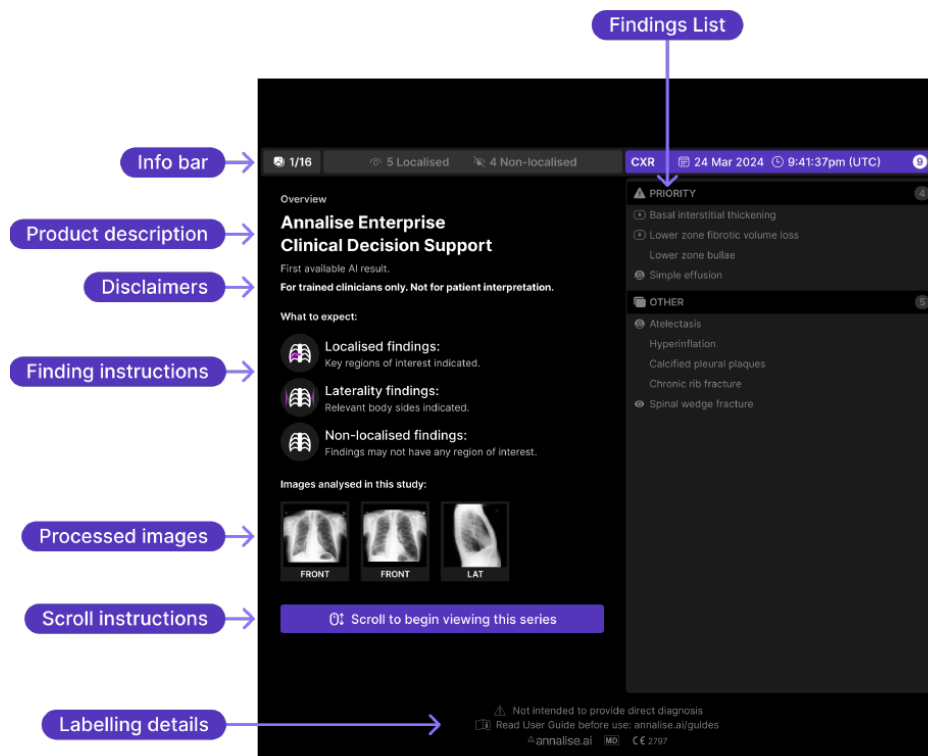 Findings List
Info bar
1/16
5 Localised
4 Non-localised
CXR
24 Mar 2024
9:41:37pm (UTC)
9
Product description
Disclaimers
Finding instructions
Processed images
Scroll instructions
Labelling details
Overview
Annalise Enterprise
Clinical Decision Support
First available AI result.
For trained clinicians only. Not for patient interpretation.
What to expect:
Localised findings:
Key regions of interest indicated.
Laterality findings:
Relevant body sides indicated.
Non-localised findings:
Findings may not have any region of interest.
Images analysed in this study:
FRONT
FRONT
LAT
Scroll to begin viewing this series
PRIORITY
4
Basal interstitial thickening
Lower zone fibrotic volume loss
Lower zone bullae
Simple effusion
OTHER
5
Atelectasis
Hyperinflation
Calcified pleural plaques
Chronic rib fracture
Spinal wedge fracture
Not intended to provide direct diagnosis
Read User Guide before use: annalise.ai/guides
annalise.ai MD CE 2797